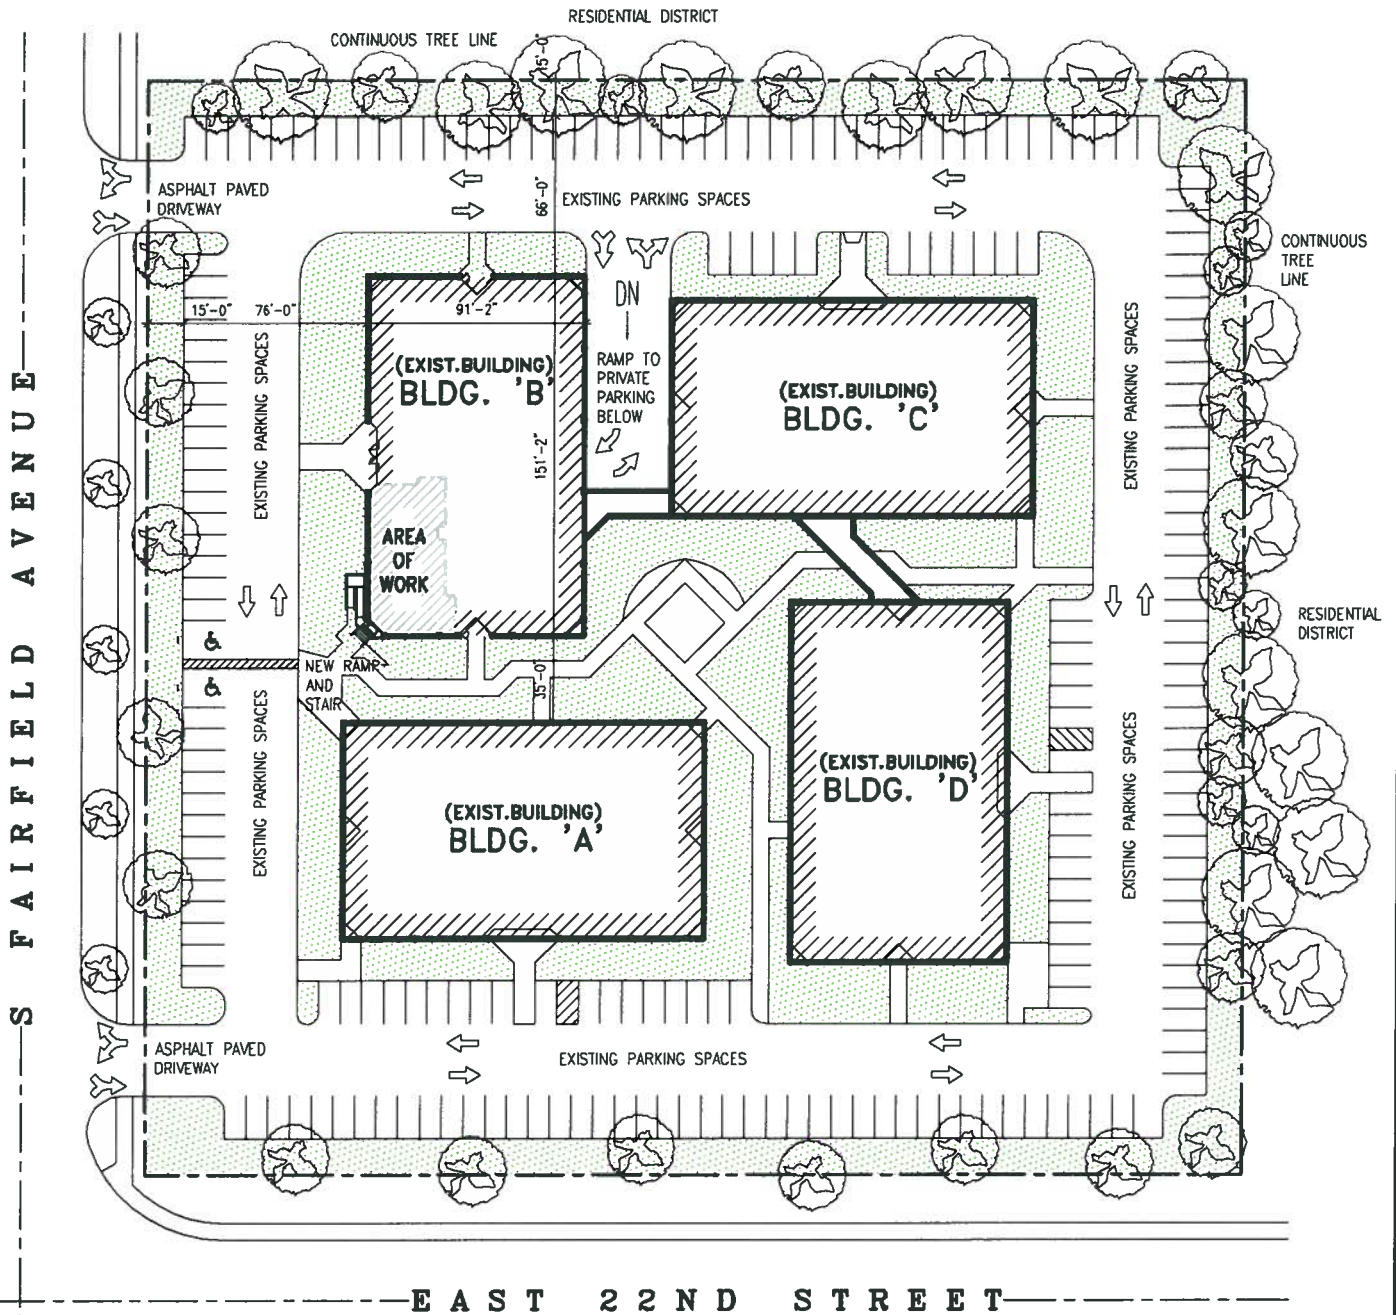 RESIDENTIAL DISTRICT
CONTINUOUS TREE LINE
15'-0"
ASPHALT PAVED
DRIVEWAY
66'-0"
EXISTING PARKING SPACES
CONTINUOUS
TREE
LINE
15'-0"
76'-0"
91'-2"
DN
RAMP TO
PRIVATE
PARKING
BELOW
(EXIST.BUILDING)
BLDG. 'B'
(EXIST.BUILDING)
BLDG. 'C'
EXISTING PARKING SPACES
EXISTING PARKING SPACES
151'-2"
AREA
OF
WORK
RESIDENTIAL
DISTRICT
NEW RAMP
AND
STAIR
35'-0"
EXISTING PARKING SPACES
EXISTING PARKING SPACES
(EXIST.BUILDING)
BLDG. 'D'
(EXIST.BUILDING)
BLDG. 'A'
S FAIRFIELD AVENUE
ASPHALT PAVED
DRIVEWAY
EXISTING PARKING SPACES
EAST 22ND STREET